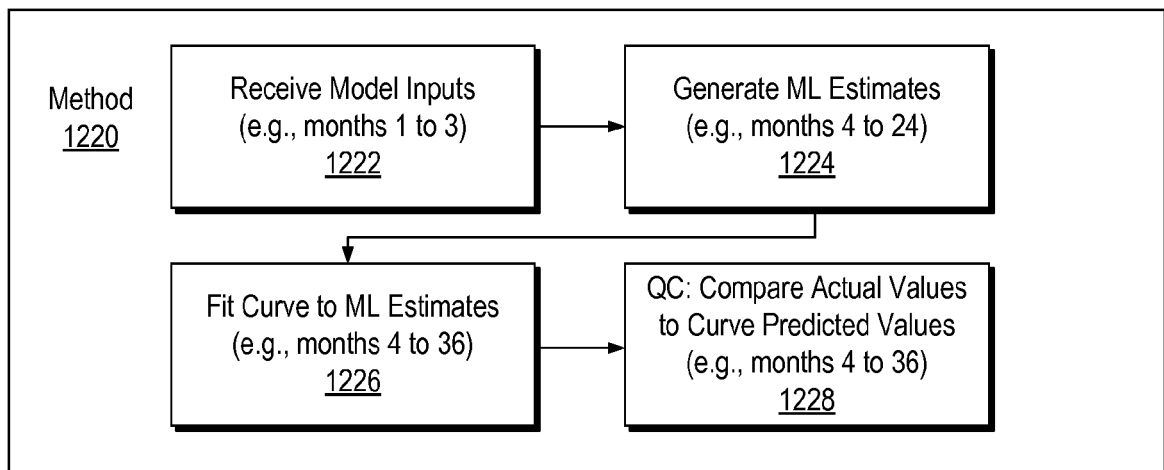 Method
1220
Receive Model Inputs
(e.g., months 1 to 3)
1222
Generate ML Estimates
(e.g., months 4 to 24)
1224
Fit Curve to ML Estimates
(e.g., months 4 to 36)
1226
QC: Compare Actual Values
to Curve Predicted Values
(e.g., months 4 to 36)
1228